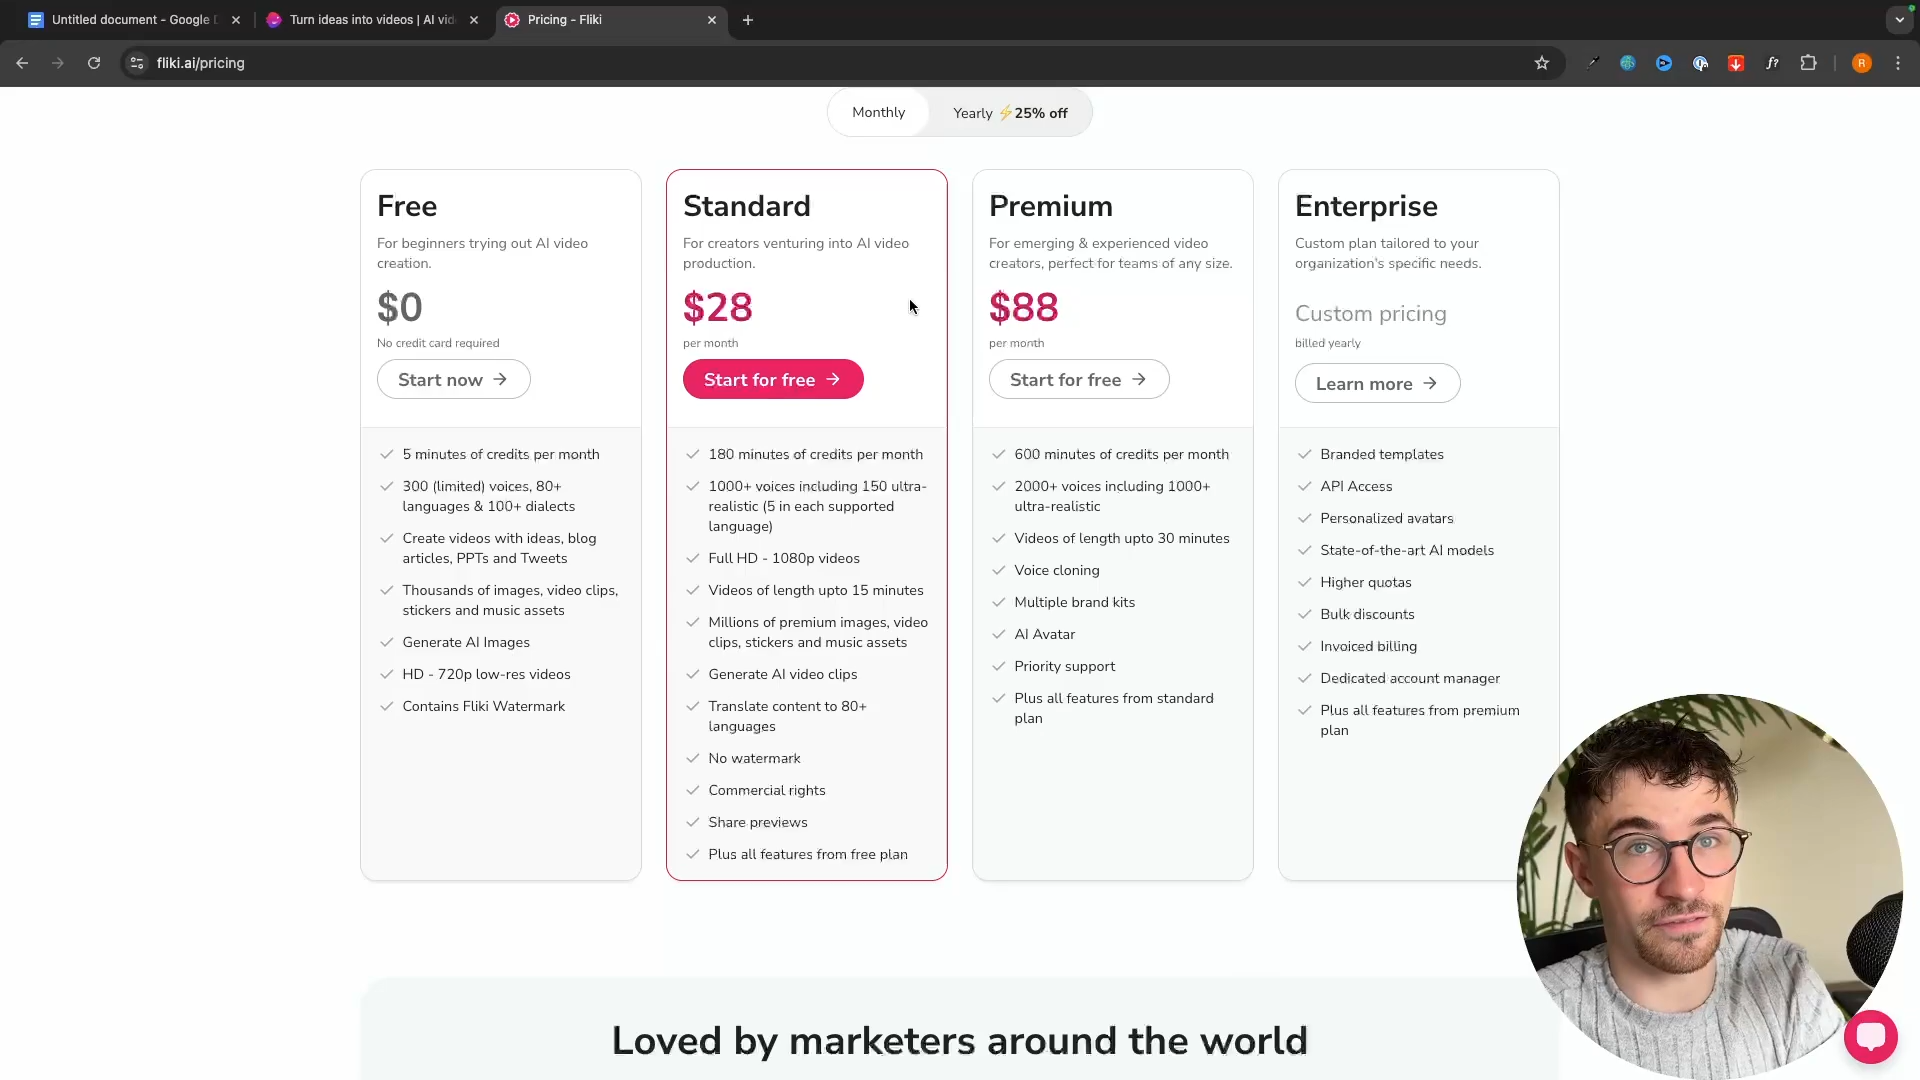 Untitled document - Google D
Turn ideas into videos | AI vid
Pricing - Fliki
fliki.ai/pricing
R
Monthly
Yearly ⚡25% off
Free
For beginners trying out AI video
creation.
$0
No credit card required
Start now →
5 minutes of credits per month
300 (limited) voices, 80+
languages & 100+ dialects
Create videos with ideas, blog
articles, PPTs and Tweets
Thousands of images, video clips,
stickers and music assets
Generate AI Images
HD - 720p low-res videos
Contains Fliki Watermark
Standard
For creators venturing into AI video
production.
$28
per month
Start for free →
180 minutes of credits per month
1000+ voices including 150 ultra-
realistic (5 in each supported
language)
Full HD - 1080p videos
Videos of length upto 15 minutes
Millions of premium images, video
clips, stickers and music assets
Generate AI video clips
Translate content to 80+
languages
No watermark
Commercial rights
Share previews
Plus all features from free plan
Premium
For emerging & experienced video
creators, perfect for teams of any size.
$88
per month
Start for free →
600 minutes of credits per month
2000+ voices including 1000+
ultra-realistic
Videos of length upto 30 minutes
Voice cloning
Multiple brand kits
AI Avatar
Priority support
Plus all features from standard
plan
Enterprise
Custom plan tailored to your
organization's specific needs.
Custom pricing
billed yearly
Learn more →
Branded templates
API Access
Personalized avatars
State-of-the-art AI models
Higher quotas
Bulk discounts
Invoiced billing
Dedicated account manager
Plus all features from premium
plan
Loved by marketers around the world